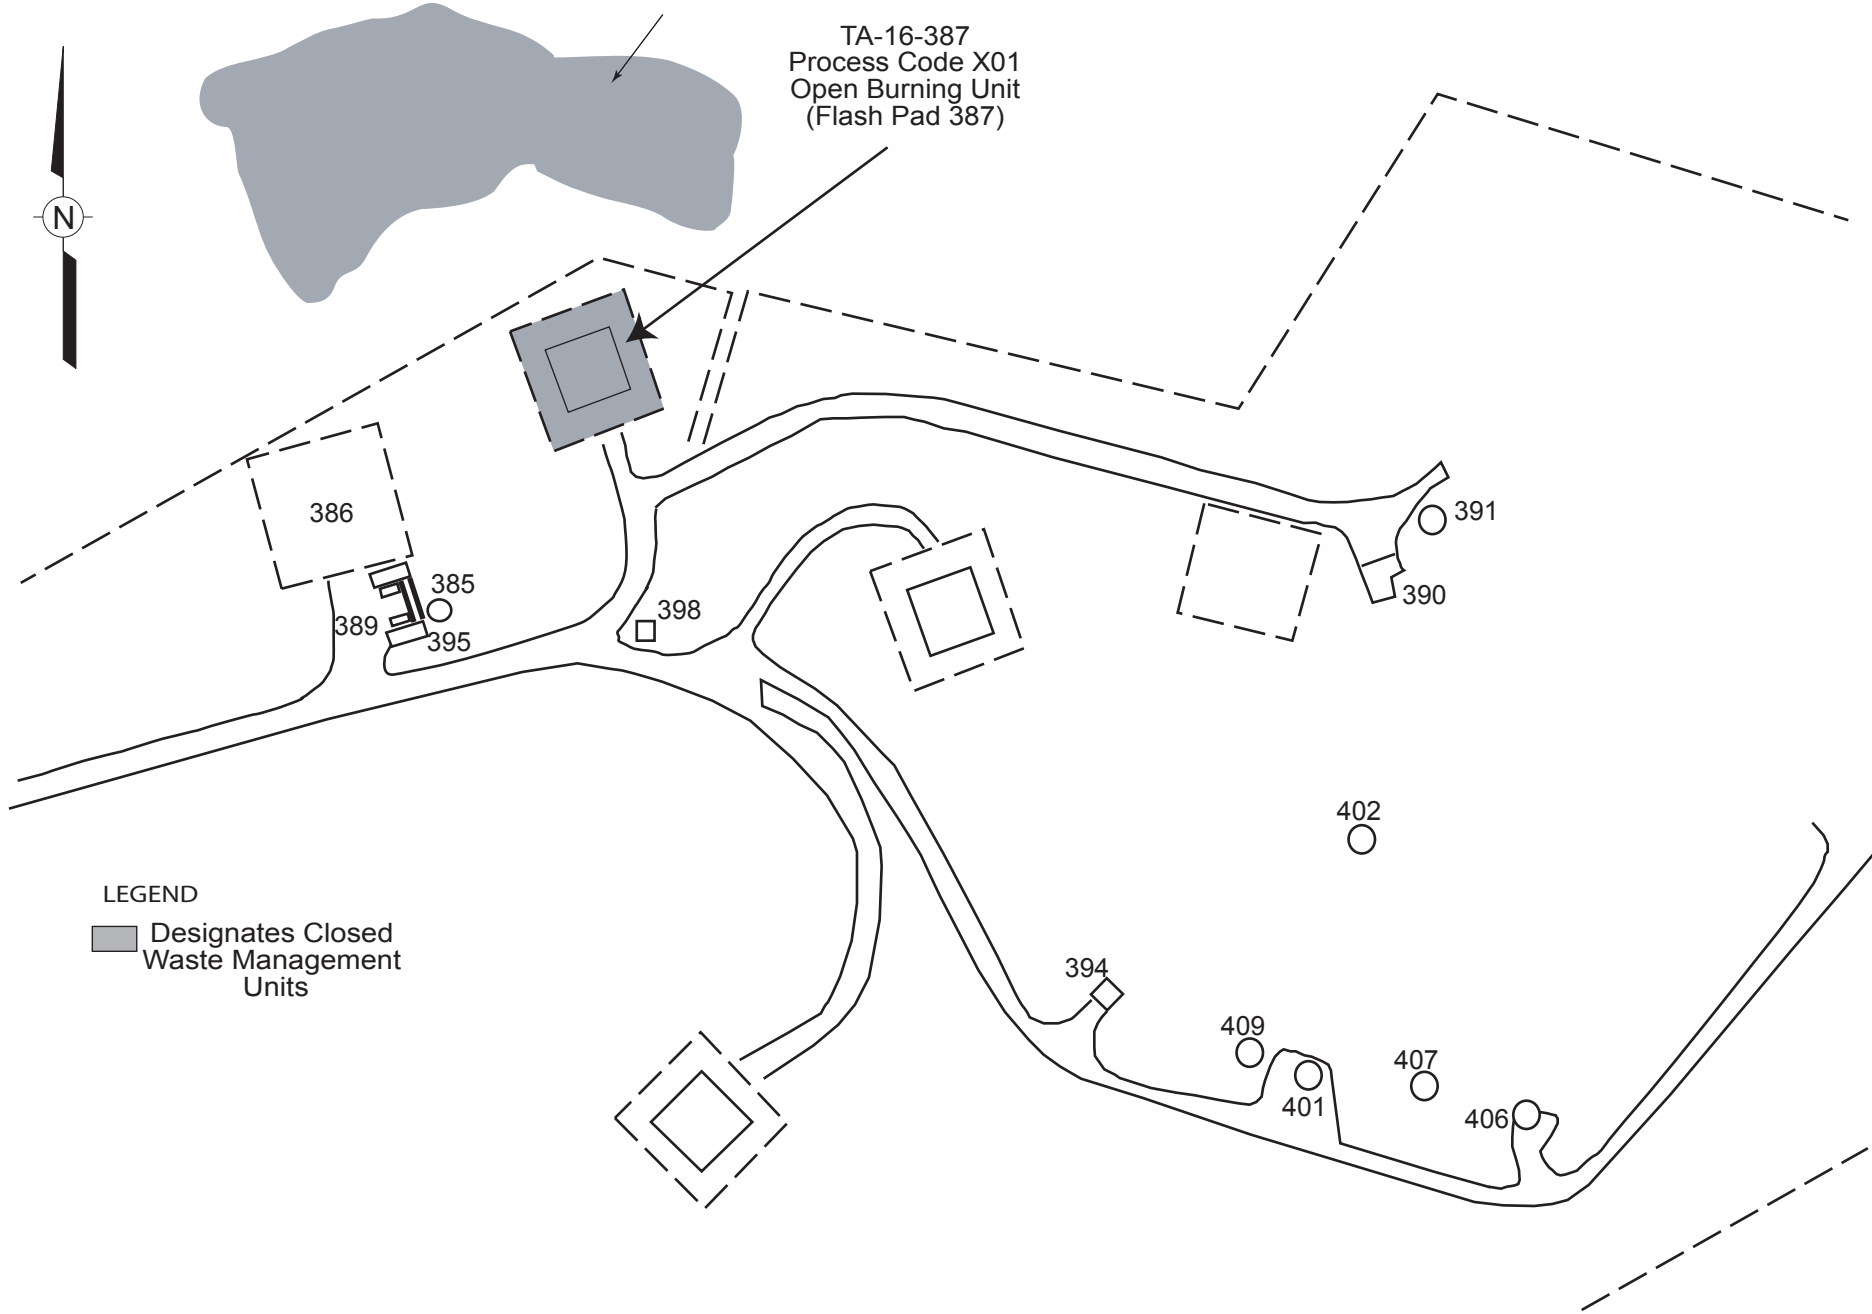 TA-16-387
Process Code X01
Open Burning Unit
(Flash Pad 387)
N
386
385
389
395
398
391
390
402
LEGEND
Designates Closed
Waste Management
Units
394
409
401
407
406